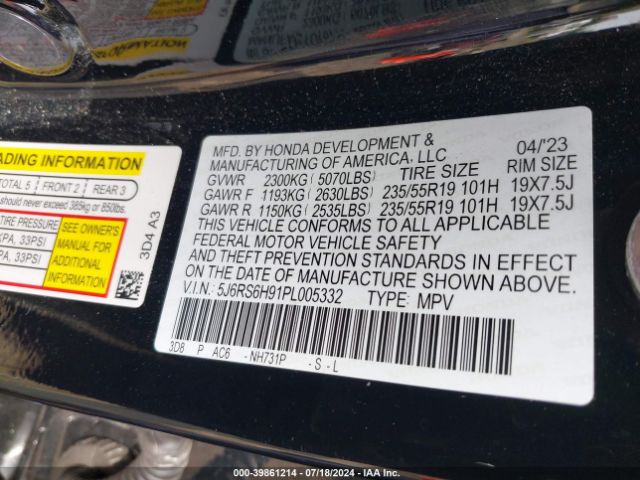 MFD. BY HONDA DEVELOPMENT &
MANUFACTURING OF AMERICA, LLC 04/'23
GVWR 2300KG (5070LBS) TIRE SIZE RIM SIZE
GAWR F 1193KG (2630LBS) 235/55R19 101H 19X7.5J
GAWR R 1150KG (2535LBS) 235/55R19 101H 19X7.5J
THIS VEHICLE CONFORMS TO ALL APPLICABLE
FEDERAL MOTOR VEHICLE SAFETY
AND THEFT PREVENTION STANDARDS IN EFFECT
ON THE DATE OF MANUFACTURE SHOWN ABOVE.
V.I.N.: 5J6RS6H91PL005332 TYPE: MPV
3D8 P AC6 -NH731P -S-L
ADING INFORMATION
TOTAL 5 FRONT 2 REAR 3
should never exceed 385kg or 850lbs.
RE PRESSURE
KPA, 33PSI
KPA, 33PSI
SEE OWNER'S
MANUAL FOR
ADDITIONAL
INFORMATION
3D4 A3
000-39861214 - 07/18/2024 - IAA Inc.